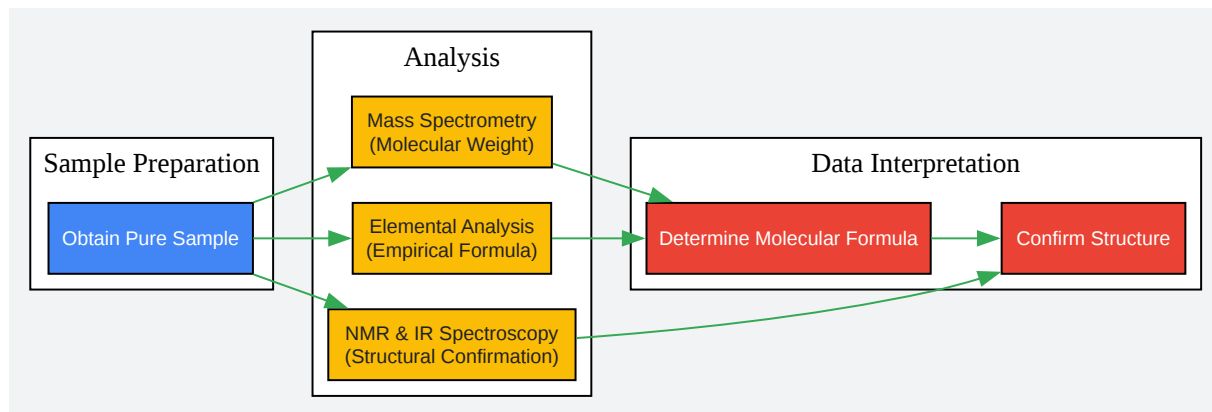 Sample Preparation
Obtain Pure Sample
Analysis
Mass Spectrometry
(Molecular Weight)
Elemental Analysis
(Empirical Formula)
NMR & IR Spectroscopy
(Structural Confirmation)
Data Interpretation
Determine Molecular Formula
Confirm Structure